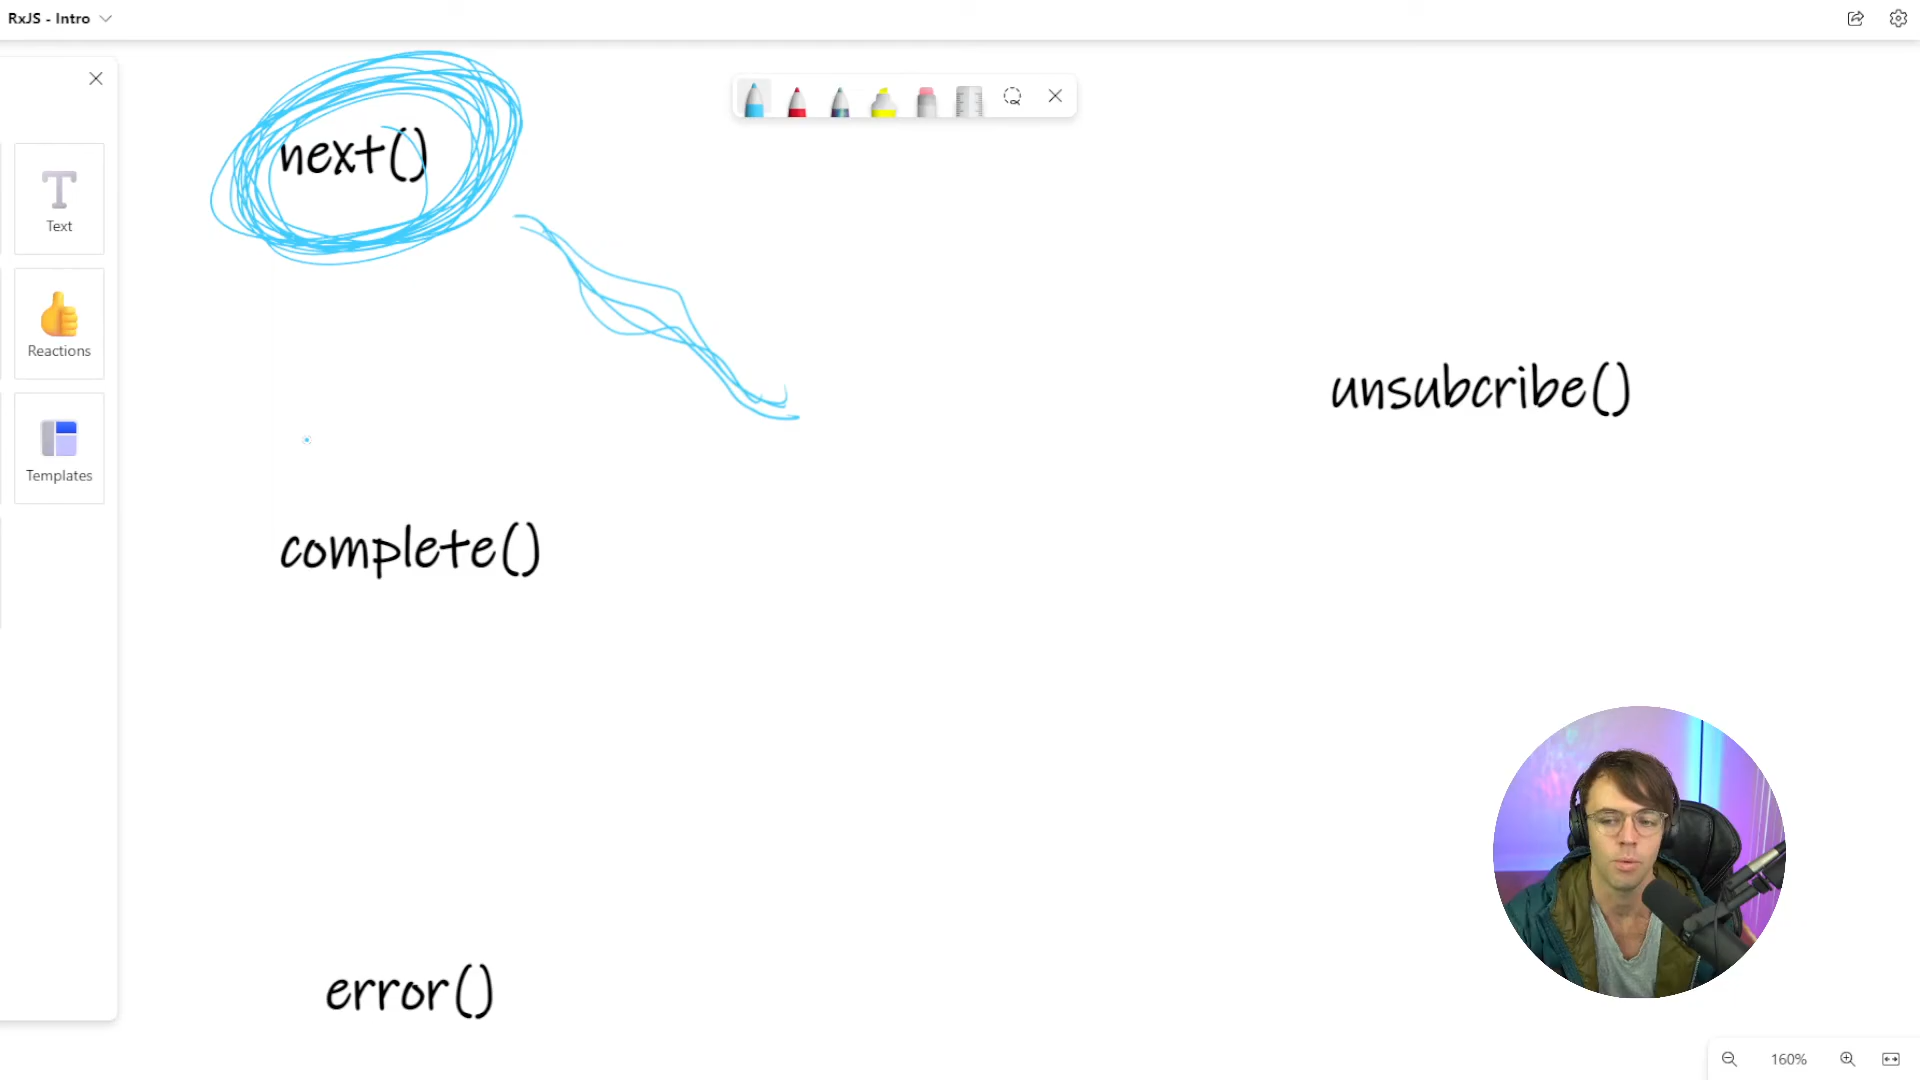 RxJS - Intro
next()
Text
Reactions
unsubcribe()
Templates
complete()
error()
160%